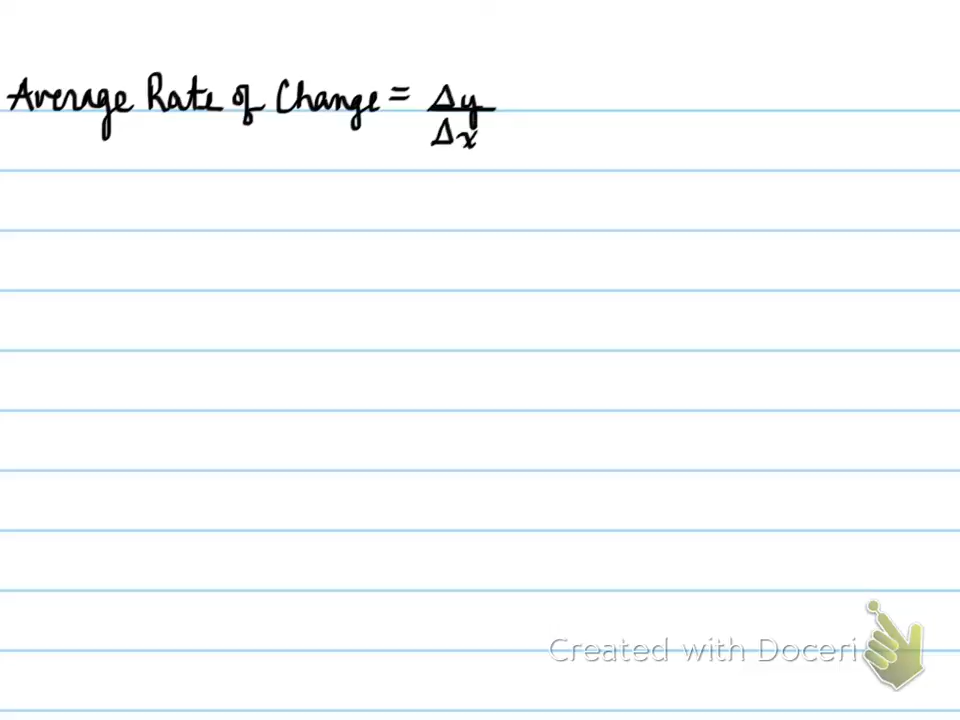 Average Rate of Change = Δy/Δx
Created with Doceri